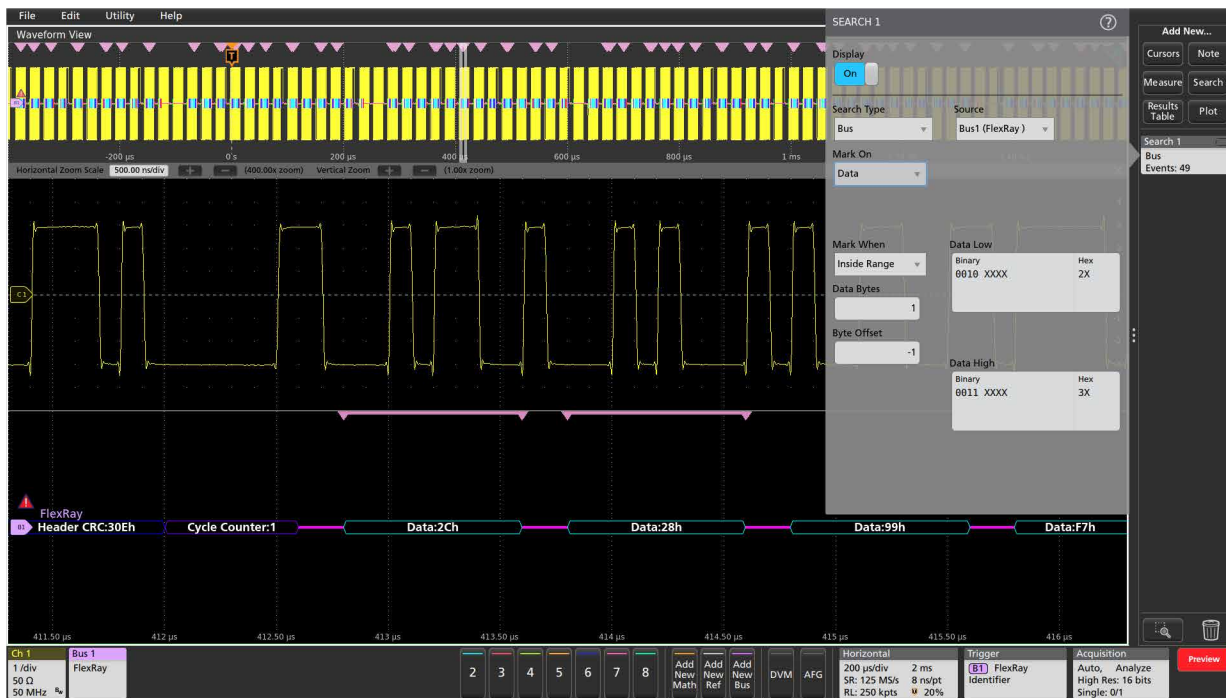 File Edit Utility Help
Waveform View
T
B1
-200 µs 0 s 200 µs 400 µs 600 µs 800 µs 1 ms
Horizontal Zoom Scale 500.00 ns/div + − (400.00x zoom) Vertical Zoom + − (1.00x zoom)
C1
FlexRay
B1 Header CRC:30Eh Cycle Counter:1 Data:2Ch Data:28h Data:99h Data:F7h
411.50 µs 412 µs 412.50 µs 413 µs 413.50 µs 414 µs 414.50 µs 415 µs 415.50 µs 416 µs
SEARCH 1 ?
Display
On
Search Type Source
Bus Bus1 (FlexRay )
Mark On
Data
Mark When
Inside Range
Data Bytes
1
Byte Offset
-1
Data Low
Binary Hex
0010 XXXX 2X
Data High
Binary Hex
0011 XXXX 3X
Add New...
Cursors Note
Measure Search
Results Table Plot
Search 1
Bus
Events: 49
Ch 1
1 /div
50 Ω
50 MHz Bw
Bus 1
FlexRay
2 3 4 5 6 7 8
Add New Math
Add New Ref
Add New Bus
DVM AFG
Horizontal
200 µs/div 2 ms
SR: 125 MS/s 8 ns/pt
RL: 250 kpts 20%
Trigger
B1 FlexRay
Identifier
Acquisition
Auto, Analyze
High Res: 16 bits
Single: 0/1
Preview